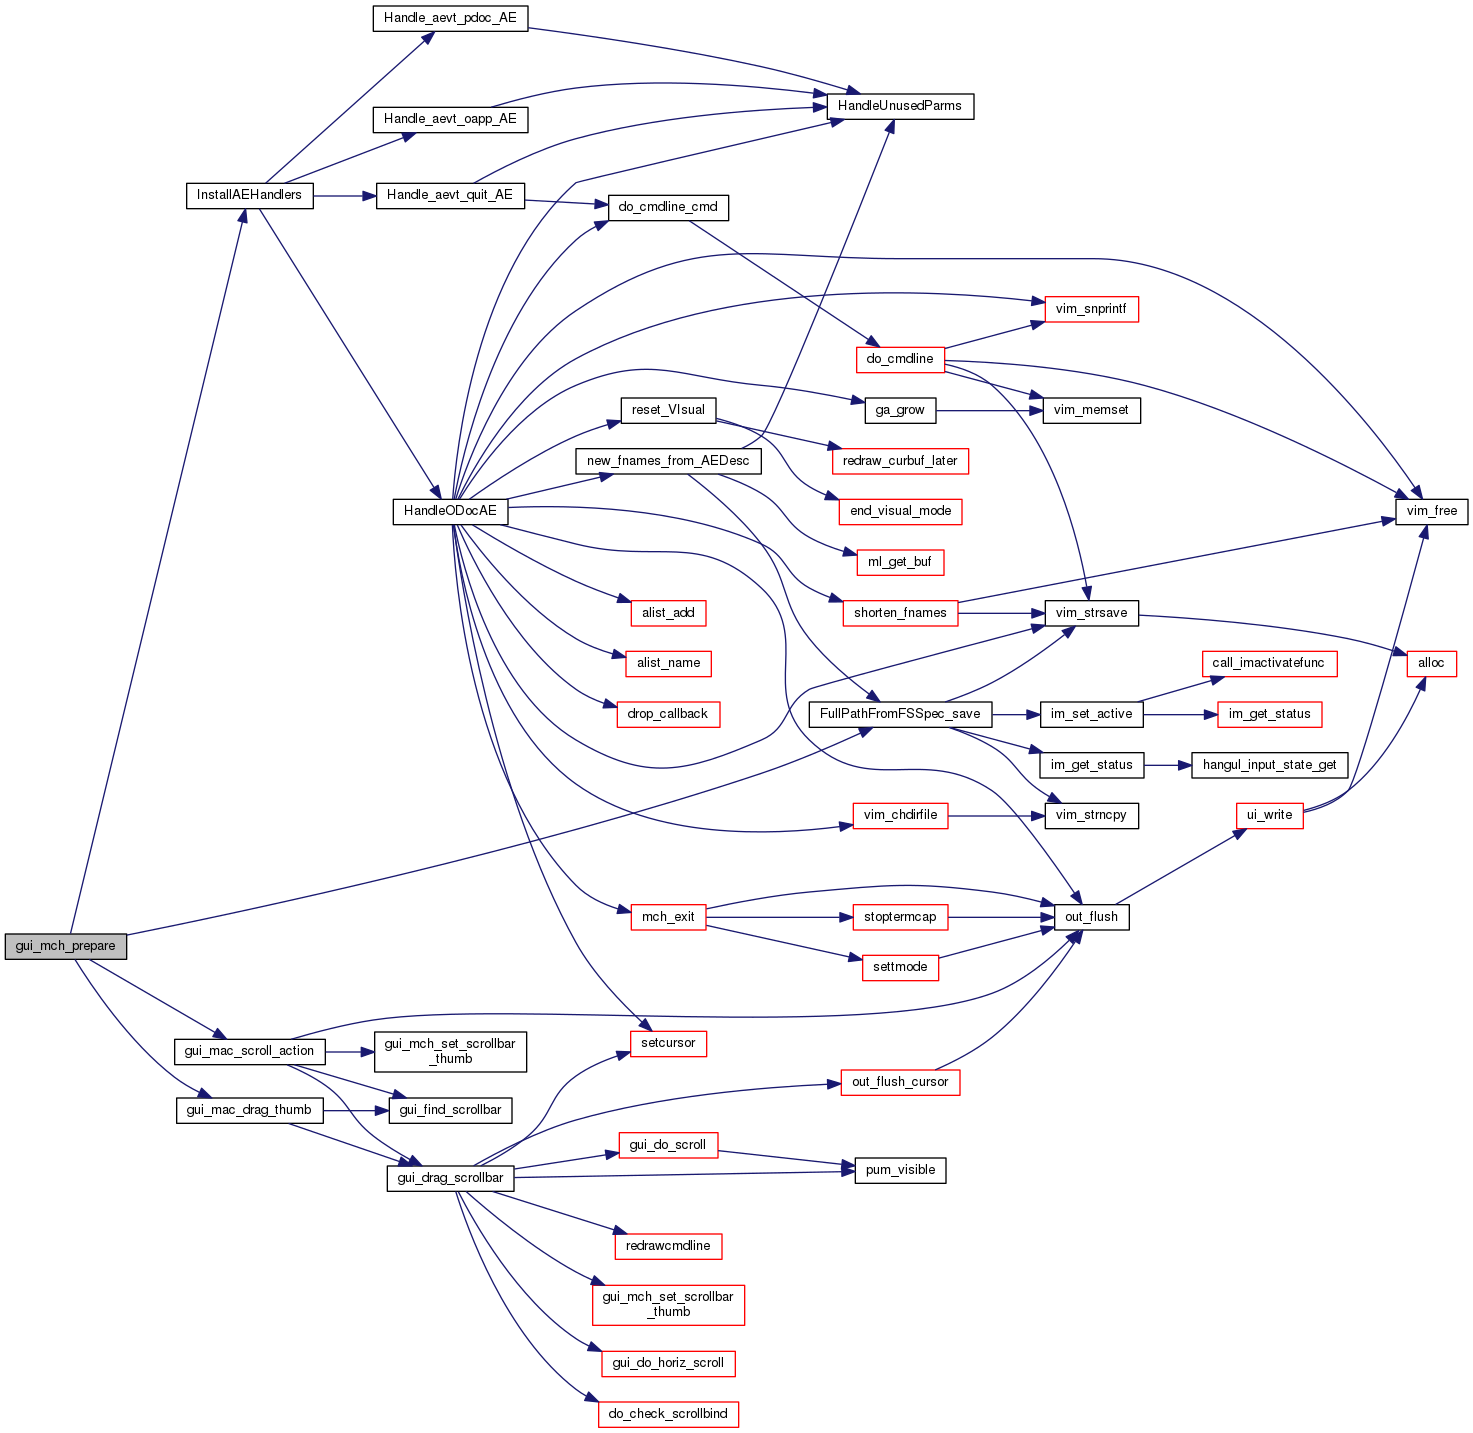 Handle_aevt_pdoc_AE
HandleUnusedParms
Handle_aevt_oapp_AE
InstallAEHandlers
Handle_aevt_quit_AE
do_cmdline_cmd
vim_snprintf
do_cmdline
reset_VIsual
ga_grow
vim_memset
new_fnames_from_AEDesc
redraw_curbuf_later
HandleODocAE
end_visual_mode
vim_free
ml_get_buf
alist_add
shorten_fnames
vim_strsave
alist_name
call_imactivatefunc
alloc
drop_callback
FullPathFromFSSpec_save
im_set_active
im_get_status
im_get_status
hangul_input_state_get
vim_chdirfile
vim_strncpy
ui_write
mch_exit
stoptermcap
out_flush
gui_mch_prepare
settmode
gui_mac_scroll_action
gui_mch_set_scrollbar
_thumb
setcursor
out_flush_cursor
gui_mac_drag_thumb
gui_find_scrollbar
gui_do_scroll
pum_visible
gui_drag_scrollbar
redrawcmdline
gui_mch_set_scrollbar
_thumb
gui_do_horiz_scroll
do_check_scrollbind